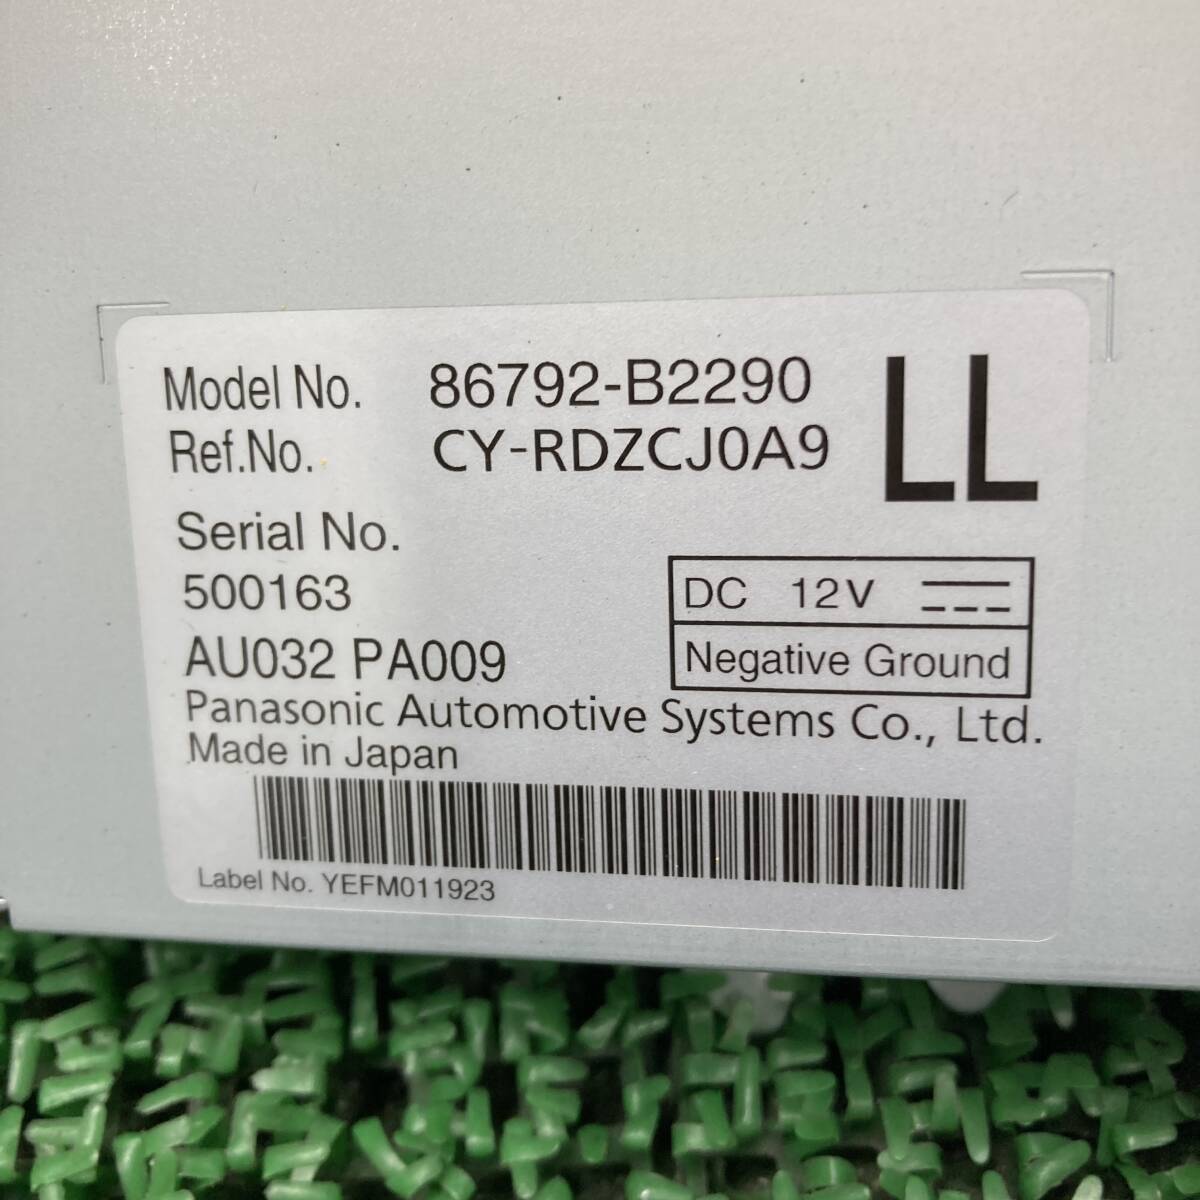 Model No. 86792-B2290
Ref.No. CY-RDZCJ0A9
LL
Serial No.
500163
AU032 PA009
DC 12V
Negative Ground
Panasonic Automotive Systems Co., Ltd.
Made in Japan
Label No. YEFM011923